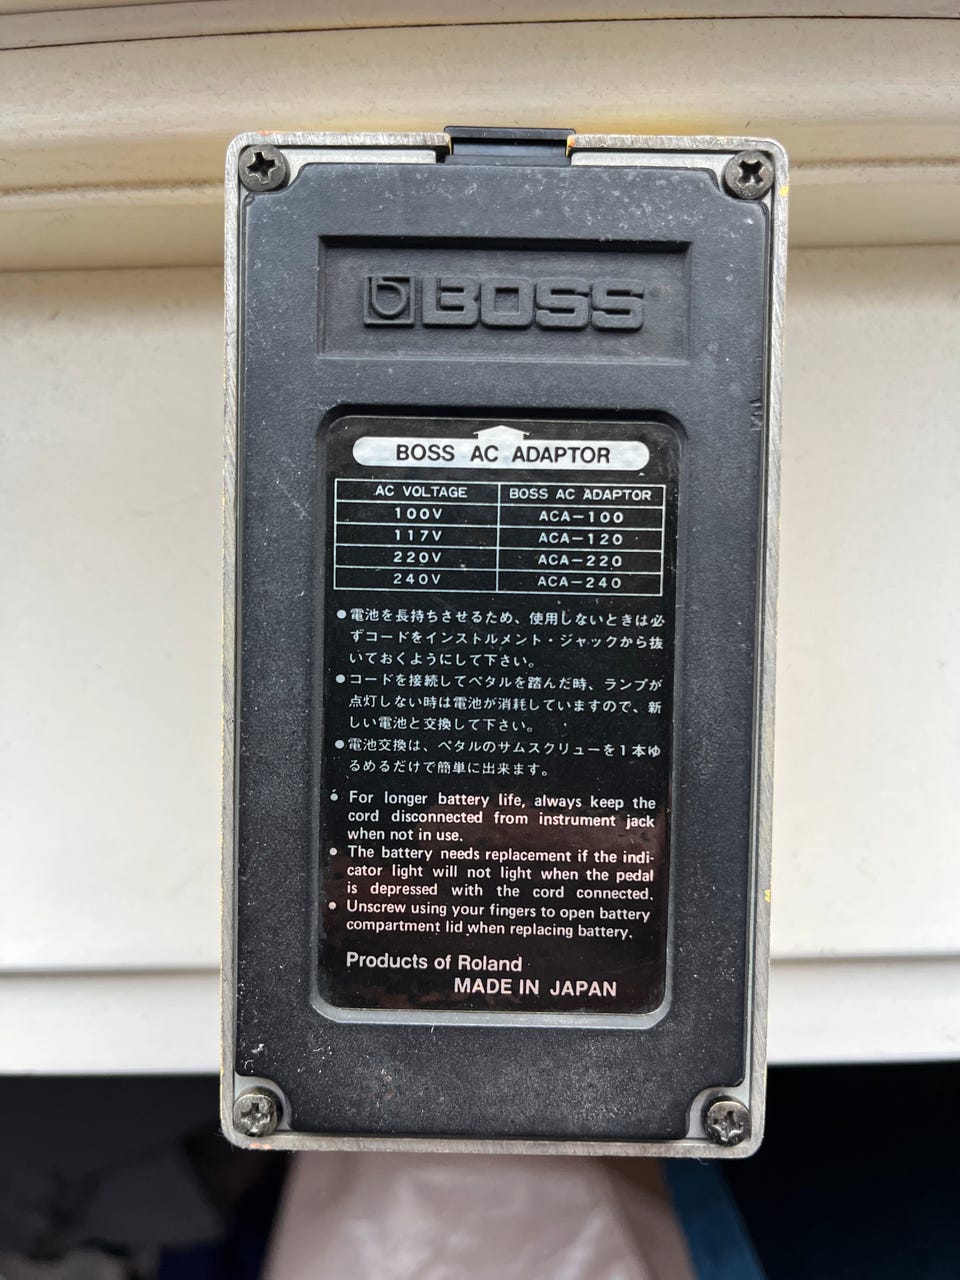 BOSS
BOSS AC ADAPTOR
AC VOLTAGE BOSS AC ADAPTOR
100V ACA-100
117V ACA-120
220V ACA-220
240V ACA-240
●電池を長持ちさせるため、使用しないときは必
ずコードをインストルメント・ジャックから抜
いておくようにして下さい。
●コードを接続してペタルを踏んだ時、ランプが
点灯しない時は電池が消耗していますので、新
しい電池と交換して下さい。
●電池交換は、ペタルのサムスクリューを1本ゆ
るめるだけで簡単に出来ます。
● For longer battery life, always keep the
cord disconnected from instrument jack
when not in use.
● The battery needs replacement if the indi-
cator light will not light when the pedal
is depressed with the cord connected.
● Unscrew using your fingers to open battery
compartment lid when replacing battery.
Products of Roland
MADE IN JAPAN